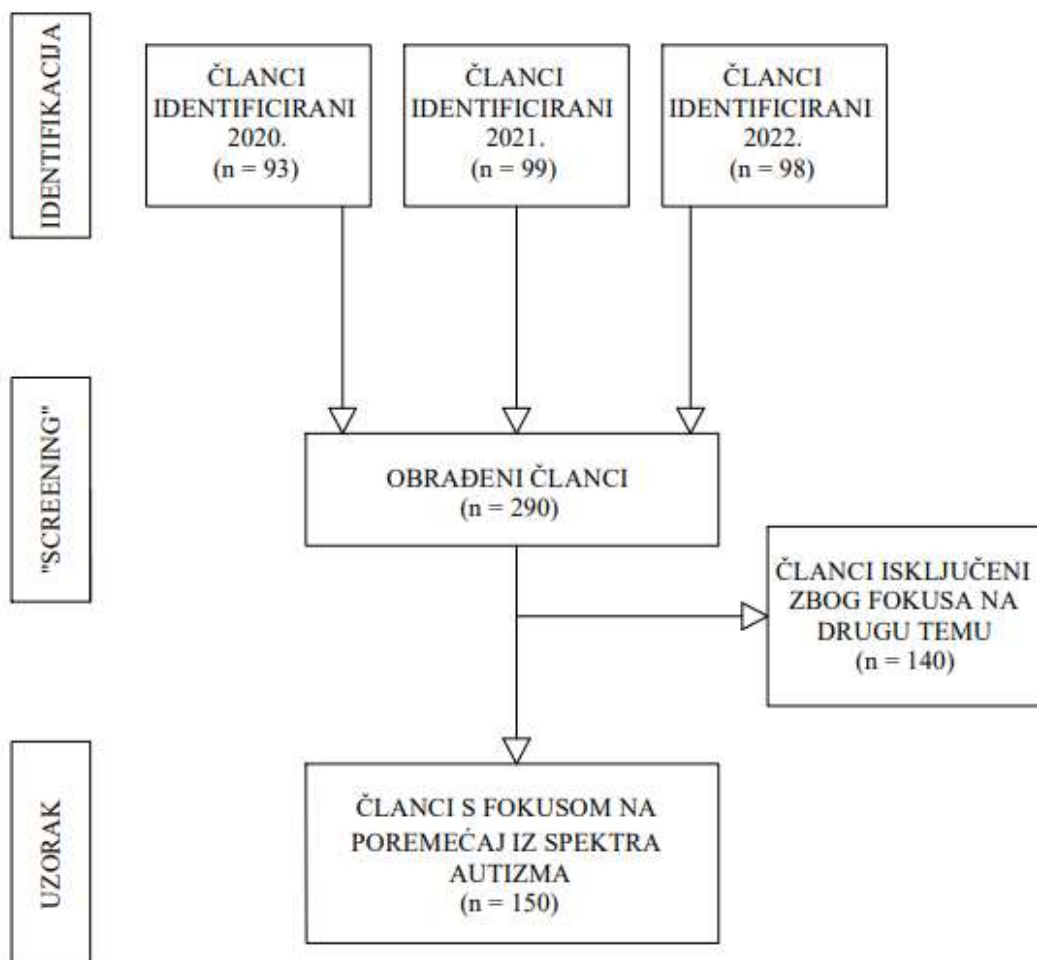 IDENTIFIKACIJA
ČLANCI
IDENTIFICIRANI
2020.
(n = 93)
ČLANCI
IDENTIFICIRANI
2021.
(n = 99)
ČLANCI
IDENTIFICIRANI
2022.
(n = 98)
"SCREENING"
OBRAĐENI ČLANCI
(n = 290)
ČLANCI ISKLJUČENI
ZBOG FOKUSA NA
DRUGU TEMU
(n = 140)
UZORAK
ČLANCI S FOKUSOM NA
POREMEĆAJ IZ SPEKTRA
AUTIZMA
(n = 150)